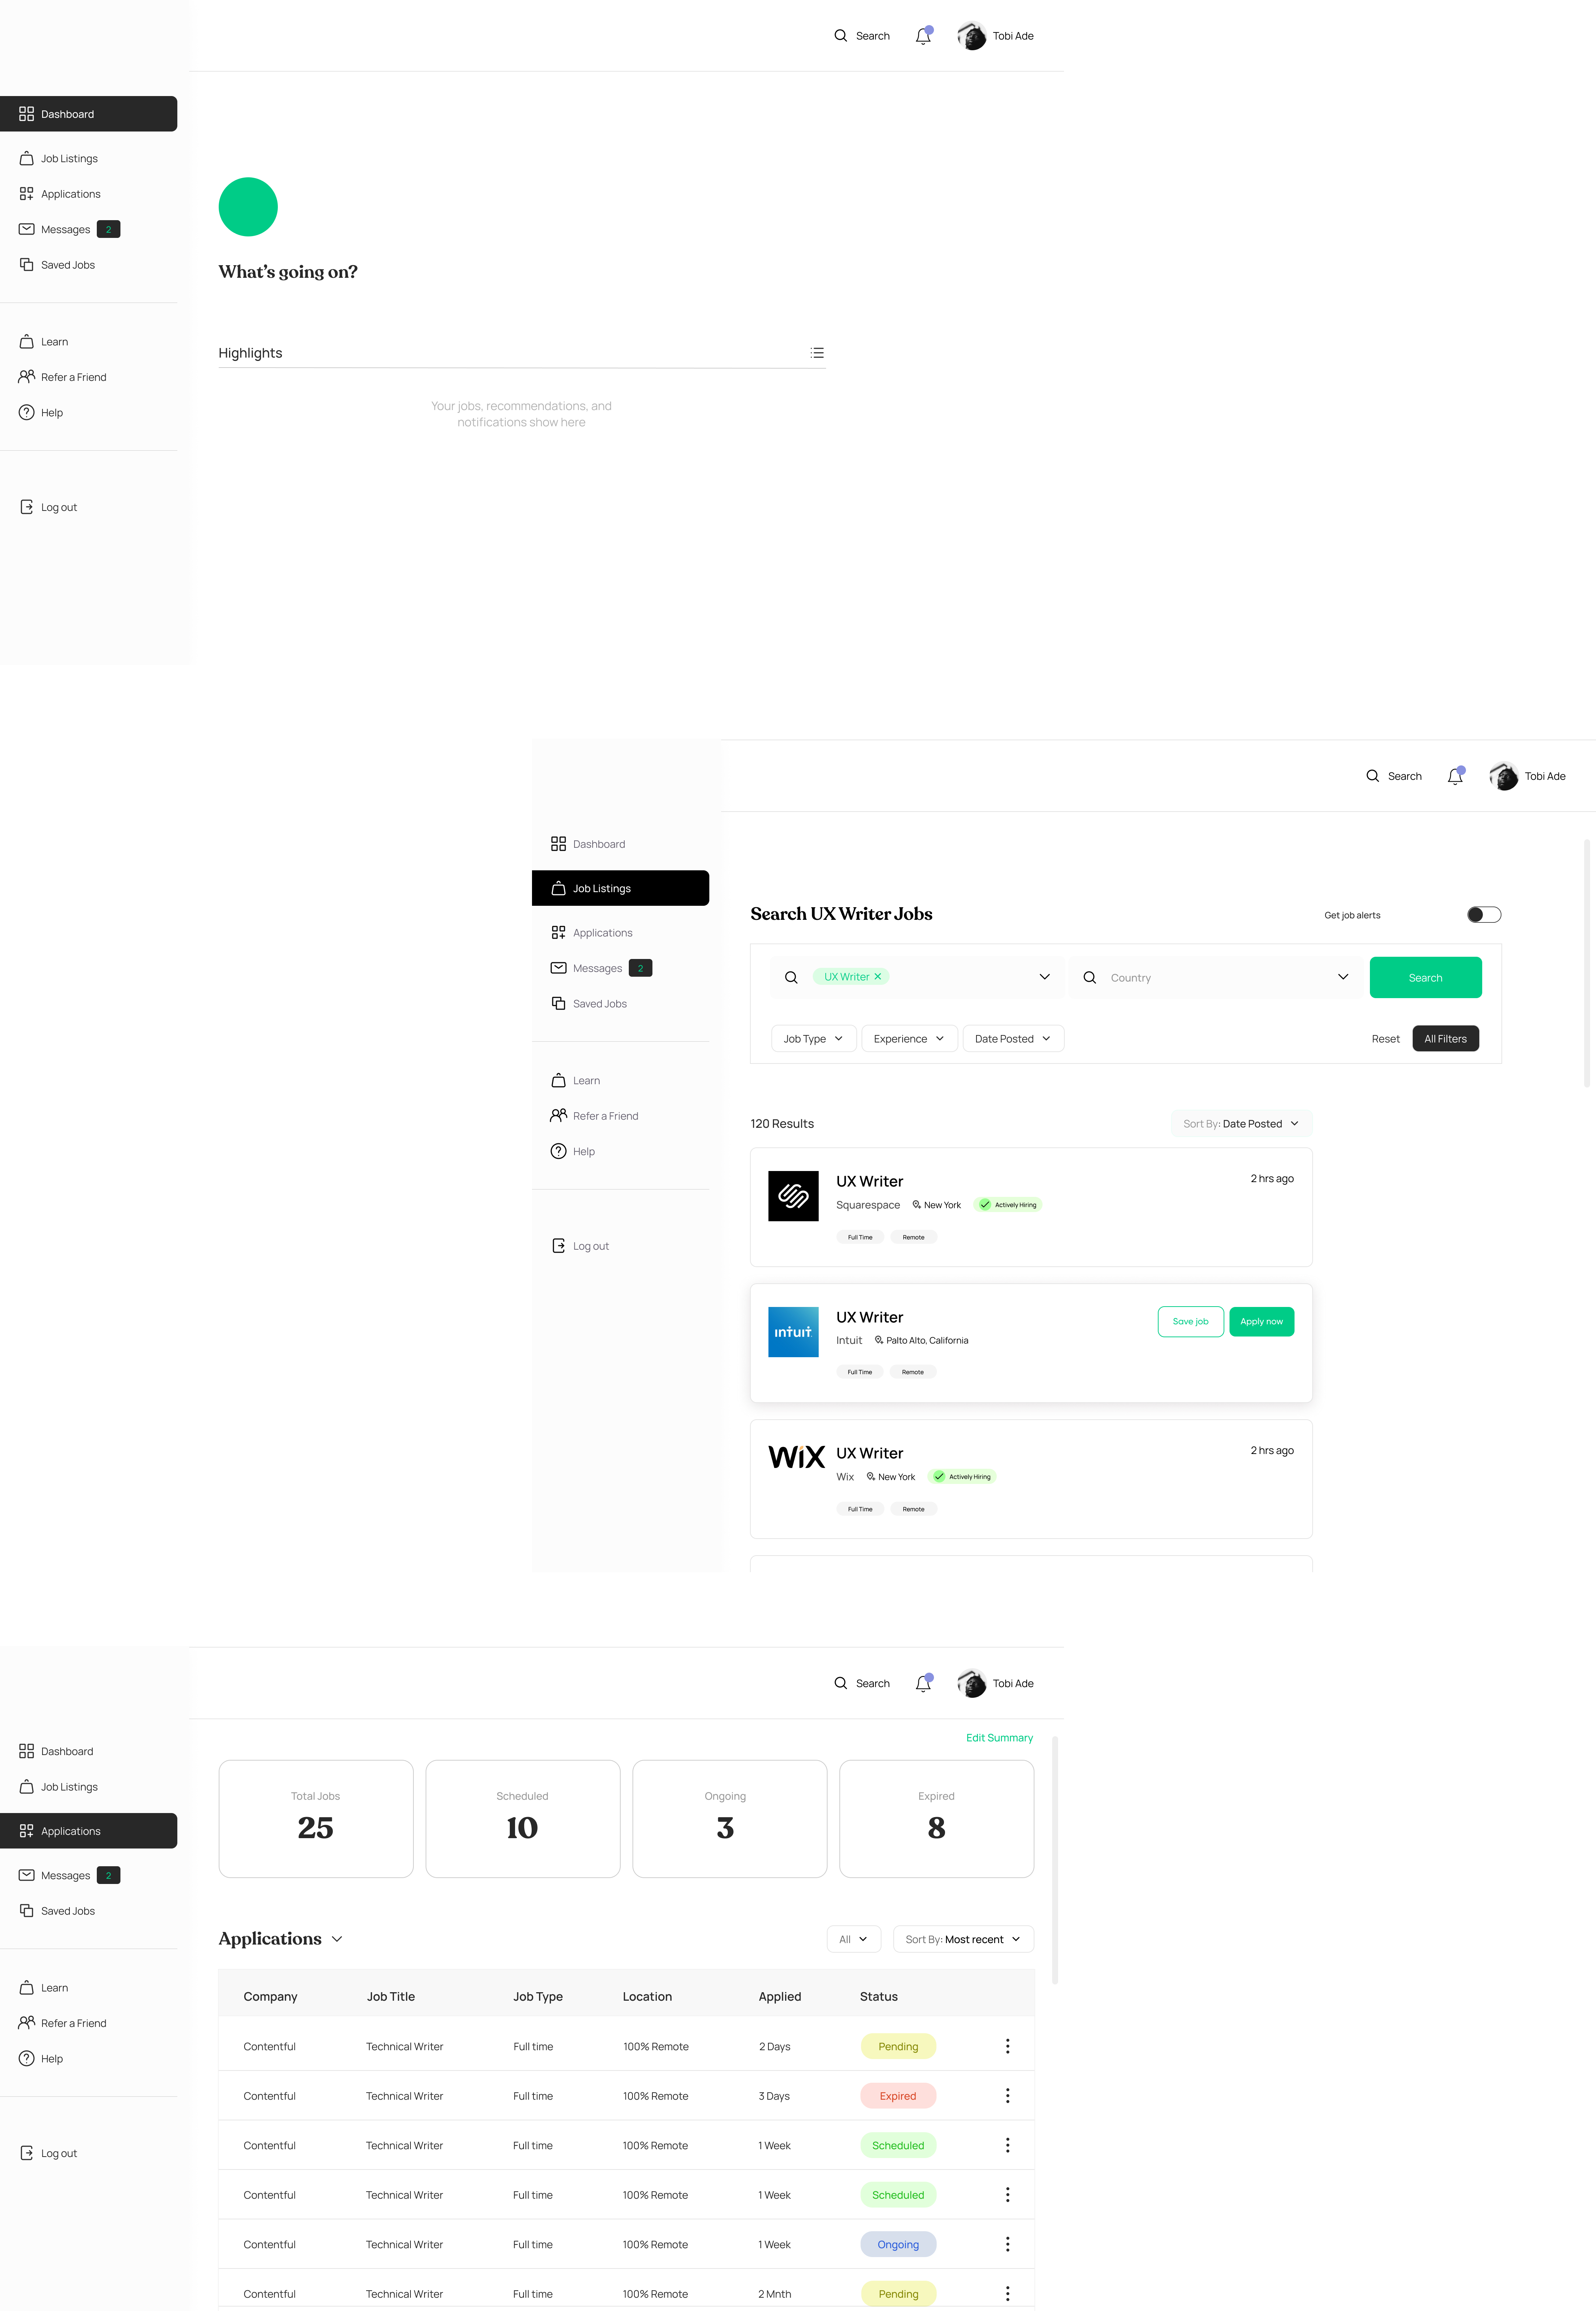 Search
Tobi Ade
Dashboard
Job Listings
Applications
Messages 2
Saved Jobs
Learn
Refer a Friend
Help
Log out
What's going on?
Highlights
Your jobs, recommendations, and
notifications show here
Search
Tobi Ade
Dashboard
Job Listings
Applications
Messages 2
Saved Jobs
Learn
Refer a Friend
Help
Log out
Search UX Writer Jobs
Get job alerts
UX Writer
Country
Search
Job Type
Experience
Date Posted
Reset
All Filters
120 Results
Sort By: Date Posted
UX Writer
2 hrs ago
Squarespace New York Actively Hiring
Full Time Remote
INTUIT
UX Writer
Save job
Apply now
Intuit Palto Alto, California
Full Time Remote
WiX
UX Writer
2 hrs ago
Wix New York Actively Hiring
Full Time Remote
Search
Tobi Ade
Dashboard
Job Listings
Applications
Messages 2
Saved Jobs
Learn
Refer a Friend
Help
Log out
Edit Summary
Total Jobs
25
Scheduled
10
Ongoing
3
Expired
8
Applications
All
Sort By: Most recent
Company Job Title Job Type Location Applied Status
Contentful Technical Writer Full time 100% Remote 2 Days Pending
Contentful Technical Writer Full time 100% Remote 3 Days Expired
Contentful Technical Writer Full time 100% Remote 1 Week Scheduled
Contentful Technical Writer Full time 100% Remote 1 Week Scheduled
Contentful Technical Writer Full time 100% Remote 1 Week Ongoing
Contentful Technical Writer Full time 100% Remote 2 Mnth Pending